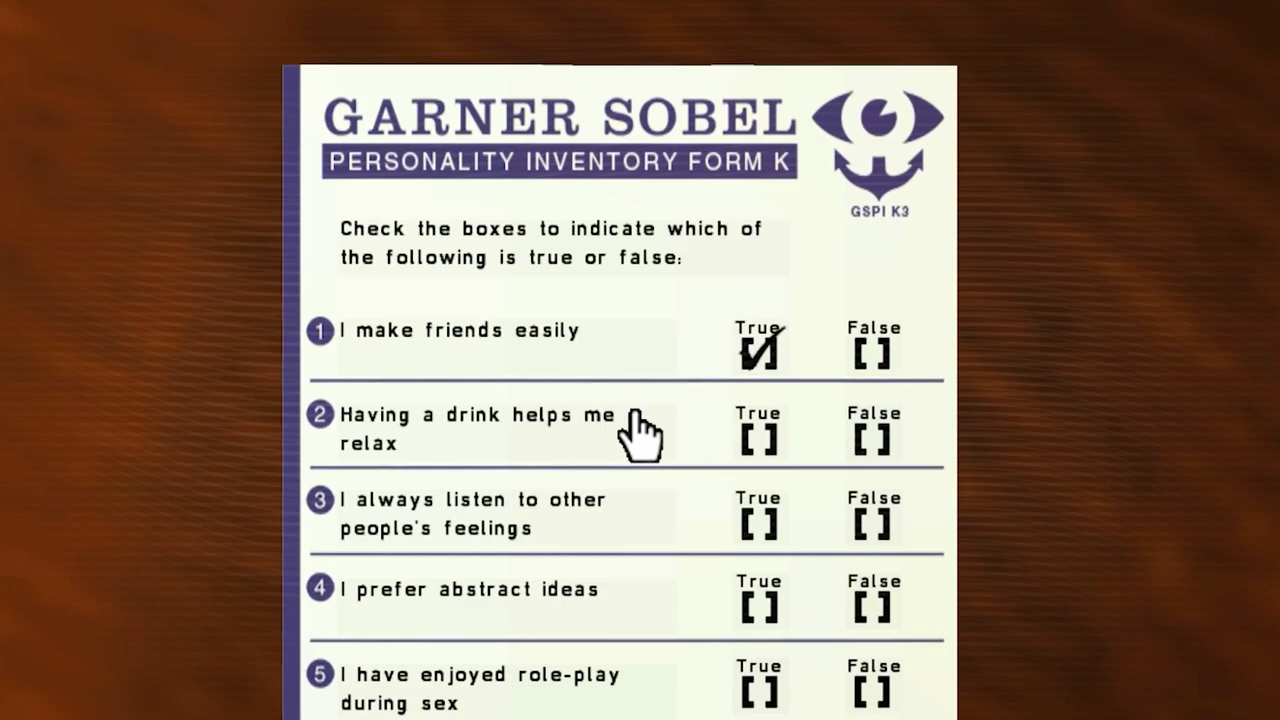 GARNER SOBEL
PERSONALITY INVENTORY FORM K
GSPI K3
Check the boxes to indicate which of
the following is true or false:
1 I make friends easily True False
[ ] [ ]
2 Having a drink helps me True False
relax [ ] [ ]
3 I always listen to other True False
people's feelings [ ] [ ]
4 I prefer abstract ideas True False
[ ] [ ]
5 I have enjoyed role-play True False
during sex [ ] [ ]